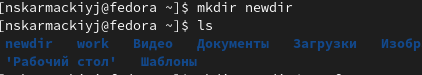 [nskarmackiyj@fedora ~]$ mkdir newdir
[nskarmackiyj@fedora ~]$ ls
newdir work Видео Документы Загрузки Изобр
'Рабочий стол' Шаблоны